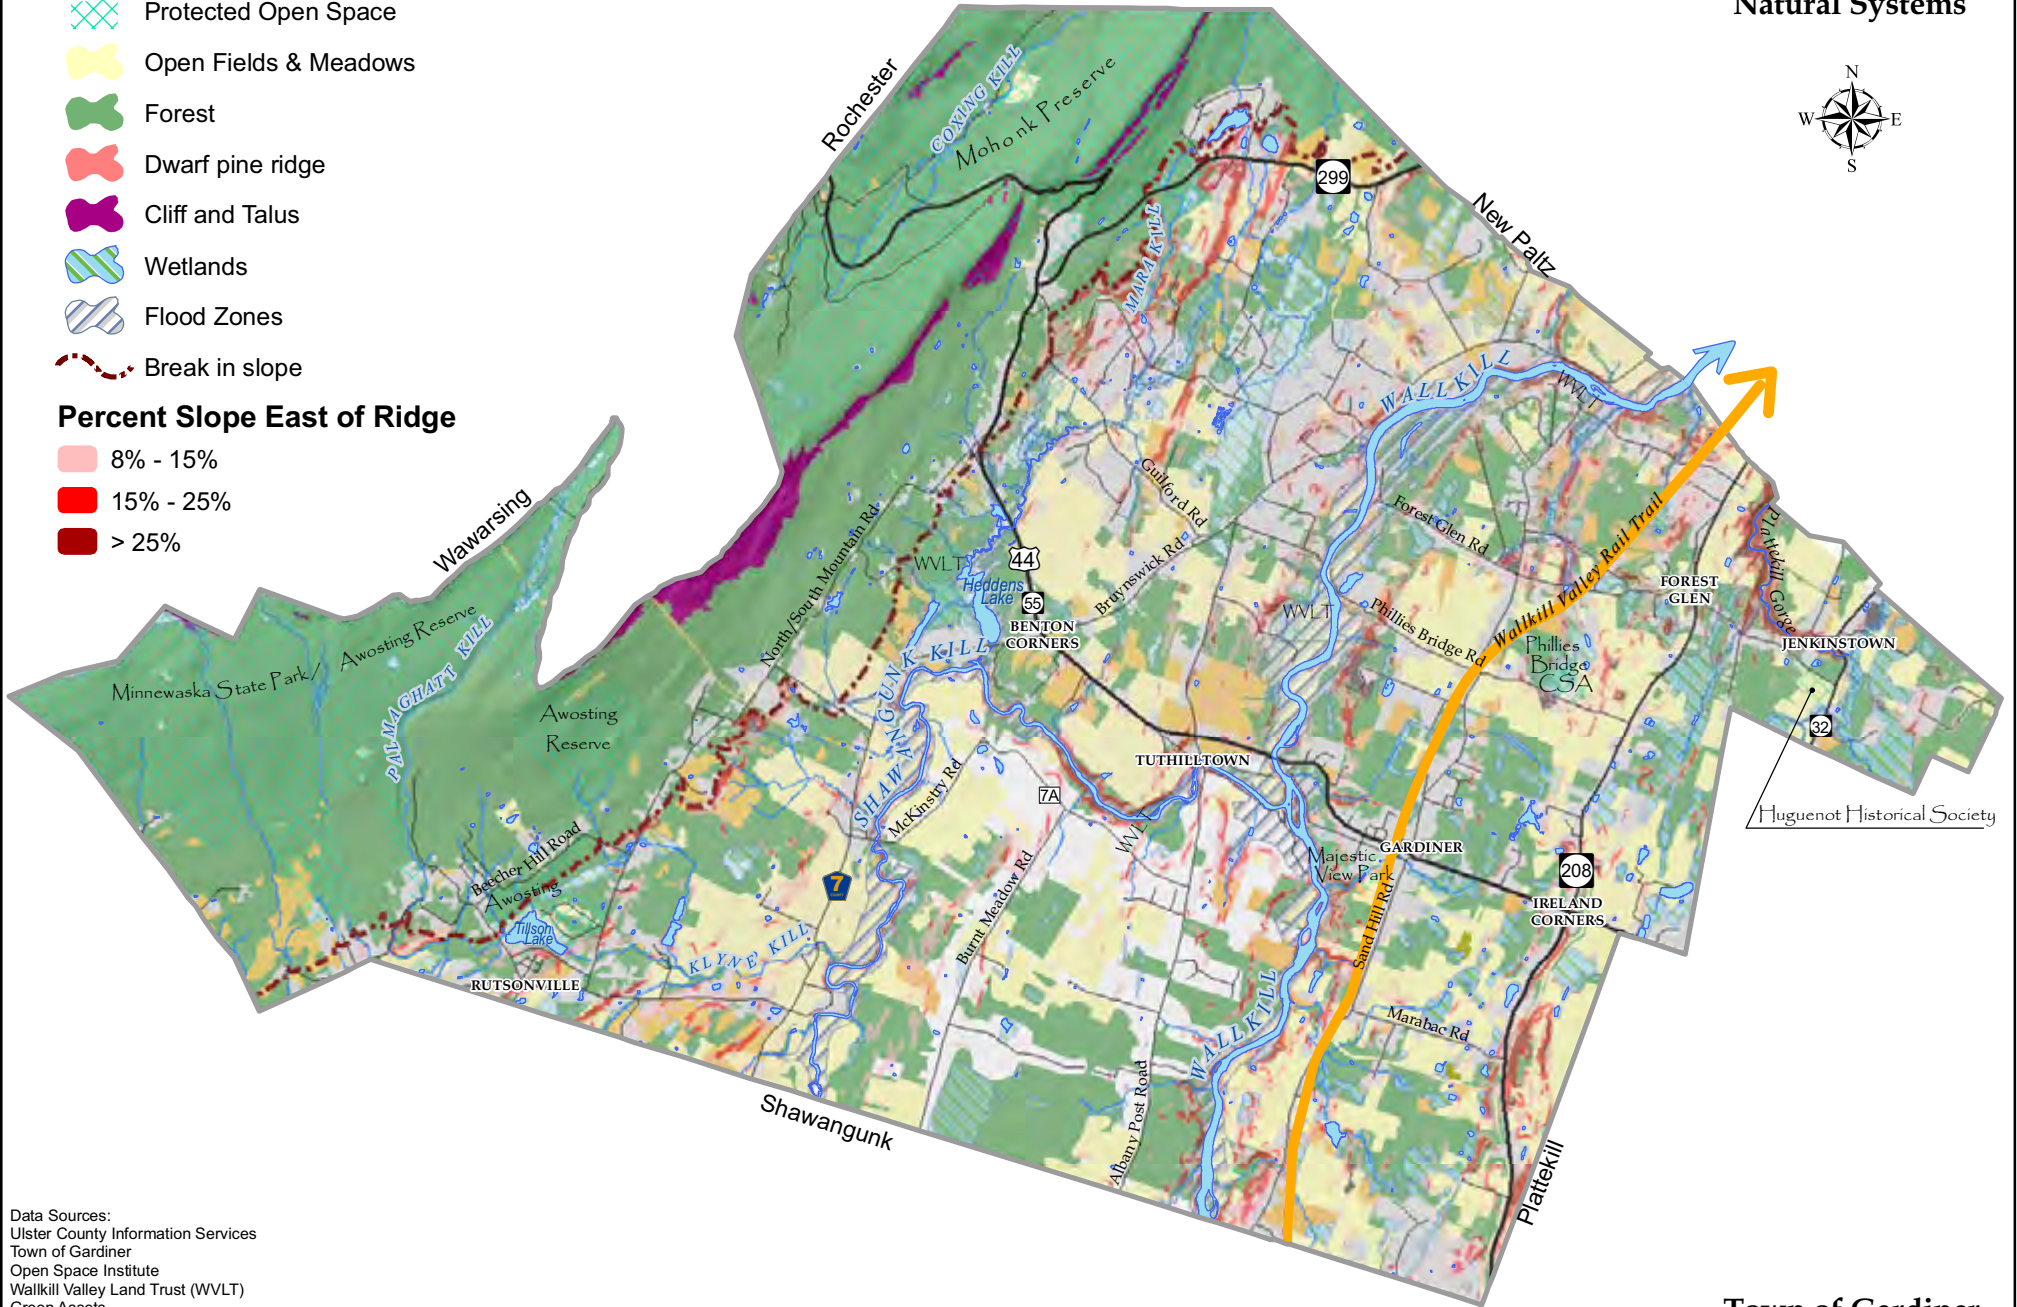 Natural Systems
Protected Open Space
Open Fields & Meadows
Forest
Dwarf pine ridge
Cliff and Talus
Wetlands
Flood Zones
Break in slope
Percent Slope East of Ridge
8% - 15%
15% - 25%
> 25%
N
W E
S
Rochester
COXING KILL
Mohonk Preserve
299
New Paltz
MARA KILL
WALLKILL
WVLT
Wawarsing
Guilford Rd
Forest Glen Rd
Wallkill Valley Rail Trail
North/South Mountain Rd
WVLT
44
Heddens
Lake
55
Bruynswick Rd
BENTON
CORNERS
WVLT
Phillies Bridge Rd
FOREST
GLEN
Plattekill Gorge
JENKINSTOWN
Phillies
Bridge
CSA
Minnewaska State Park/
Awosting Reserve
PALMAGHATT KILL
Awosting
Reserve
SHAWANGUNK KILL
32
TUTHILLTOWN
McKinstry Rd
7A
WVLT
Huguenot Historical Society
Majestic
View Park
GARDINER
208
IRELAND
CORNERS
Beecher Hill Road
Awosting
Tillson
Lake
7
Burnt Meadow Rd
Sand Hill Rd
KLYNE KILL
RUTSONVILLE
WALLKILL
Marabac Rd
Albany Post Road
Shawangunk
Plattekill
Data Sources:
Ulster County Information Services
Town of Gardiner
Open Space Institute
Wallkill Valley Land Trust (WVLT)
Green Assets
Town of Gardiner